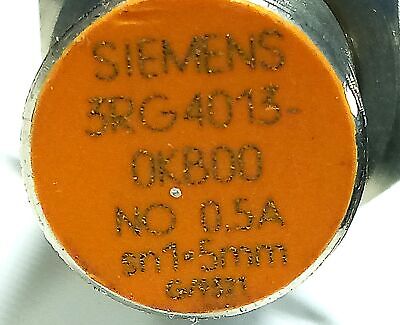 SIEMENS
3RG4013-
0KB00
NO 0.5A
sn1-5mm